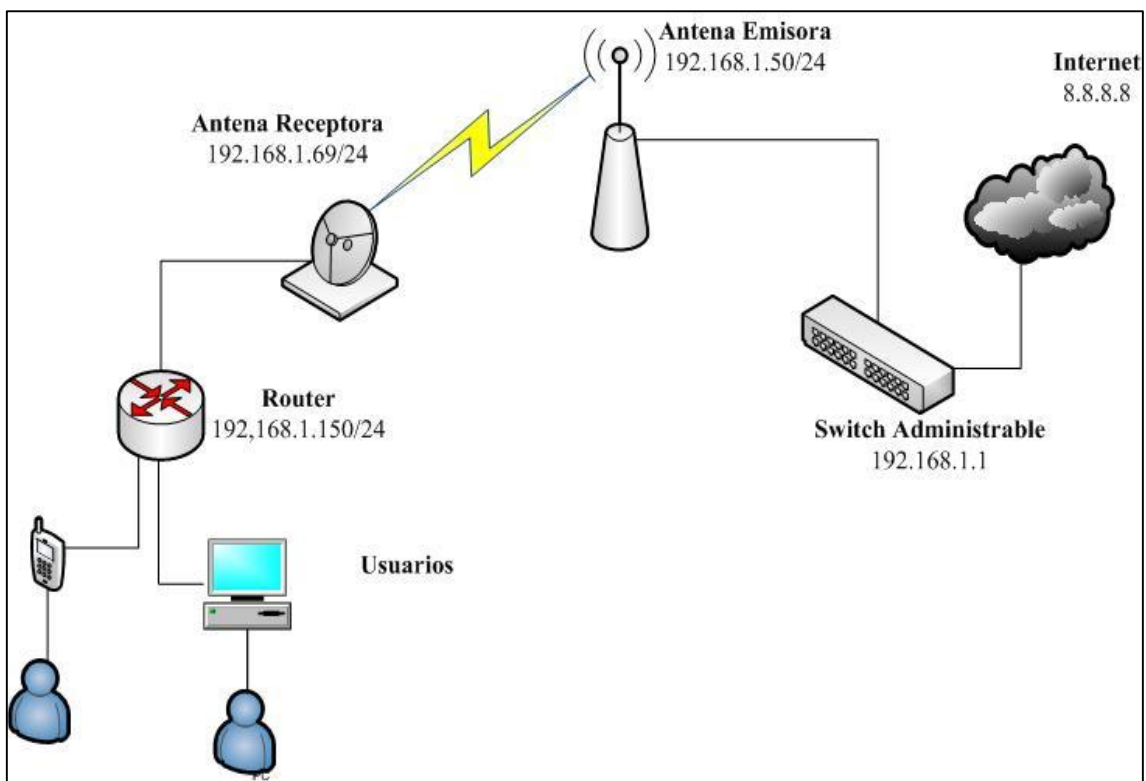 Antena Emisora
192.168.1.50/24
Internet
8.8.8.8
Antena Receptora
192.168.1.69/24
Router
192,168.1.150/24
Switch Administrable
192.168.1.1
Usuarios